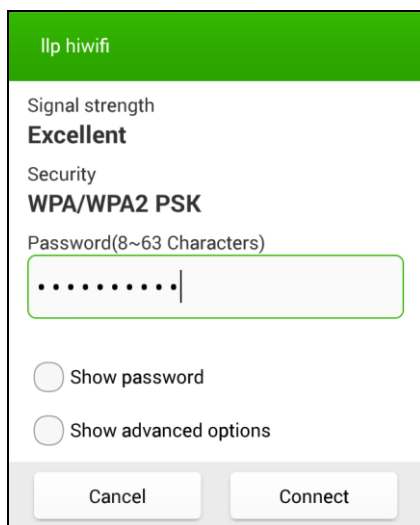 llp hiwifi
Signal strength
Excellent
Security
WPA/WPA2 PSK
Password(8~63 Characters)
••••••••••
Show password
Show advanced options
Cancel Connect